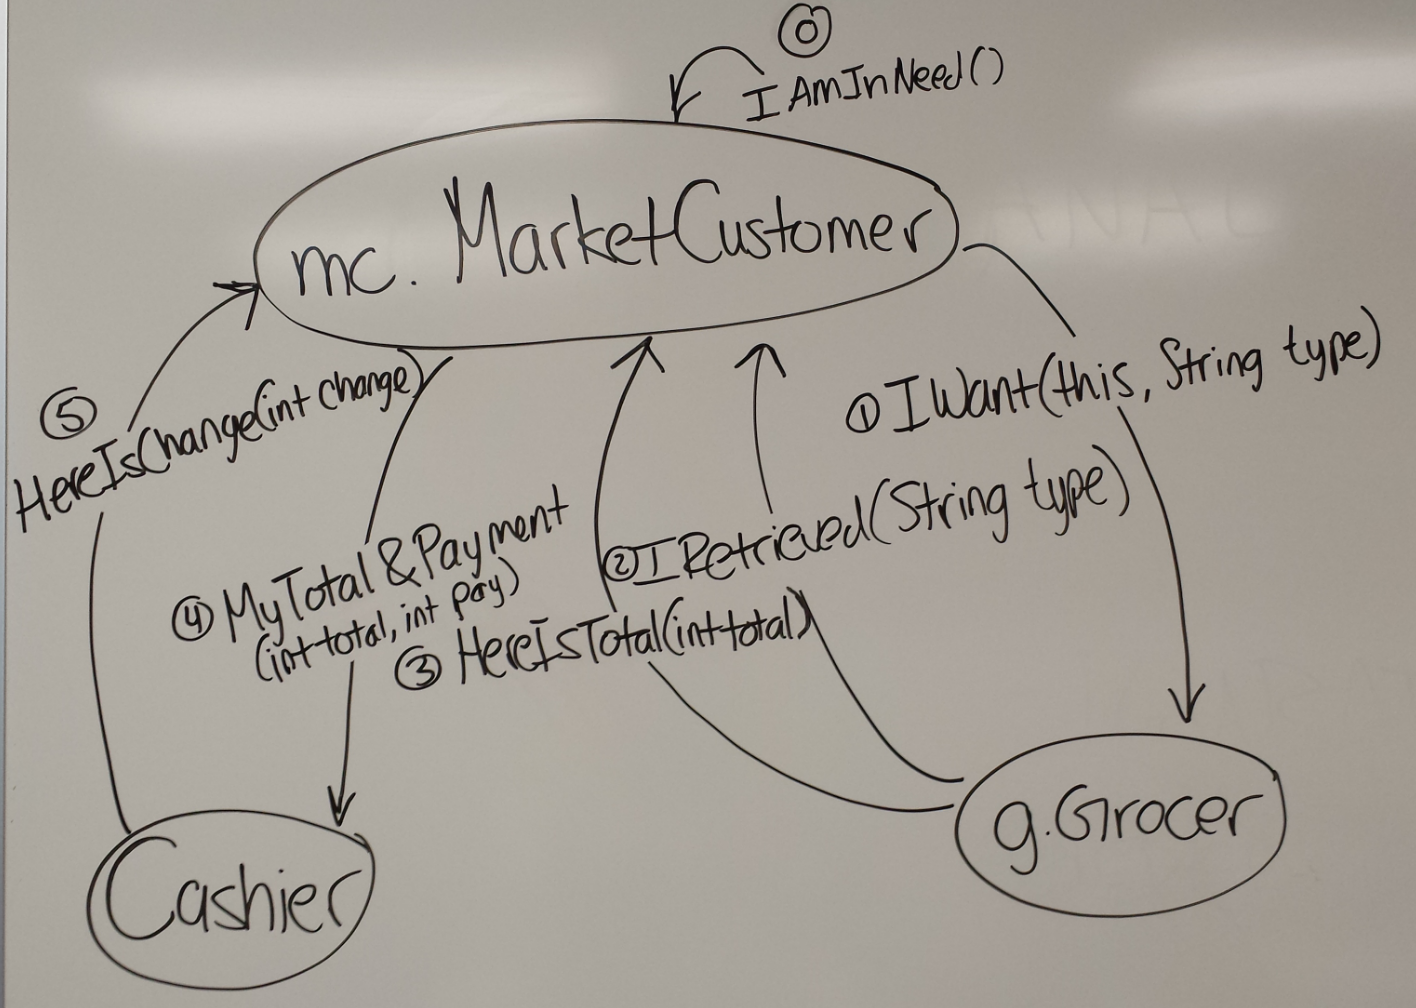 0
IAmInNeed()
mc. MarketCustomer
① IWant(this, String type)
⑤
HereIsChange(int change)
② IRetrieved(String type)
④ MyTotal&Payment
(int total, int pay)
③ HereIsTotal(int total)
g.Grocer
Cashier